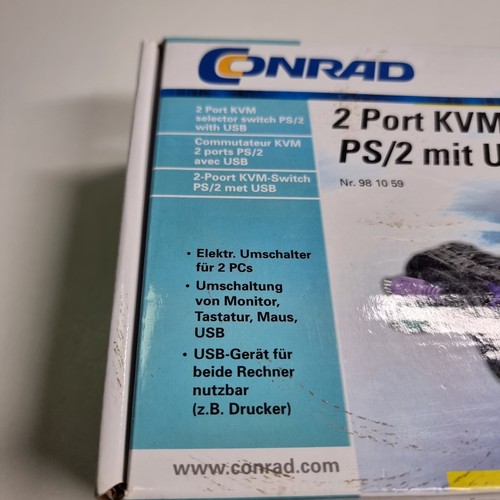 CONRAD
2 Port KVM
selector switch PS/2
with USB
Commutateur KVM
2 ports PS/2
avec USB
2-Poort KVM-Switch
PS/2 met USB
2 Port KVM
PS/2 mit U
Nr. 98 10 59
• Elektr. Umschalter
für 2 PCs
• Umschaltung
von Monitor,
Tastatur, Maus,
USB
• USB-Gerät für
beide Rechner
nutzbar
(z.B. Drucker)
www.conrad.com